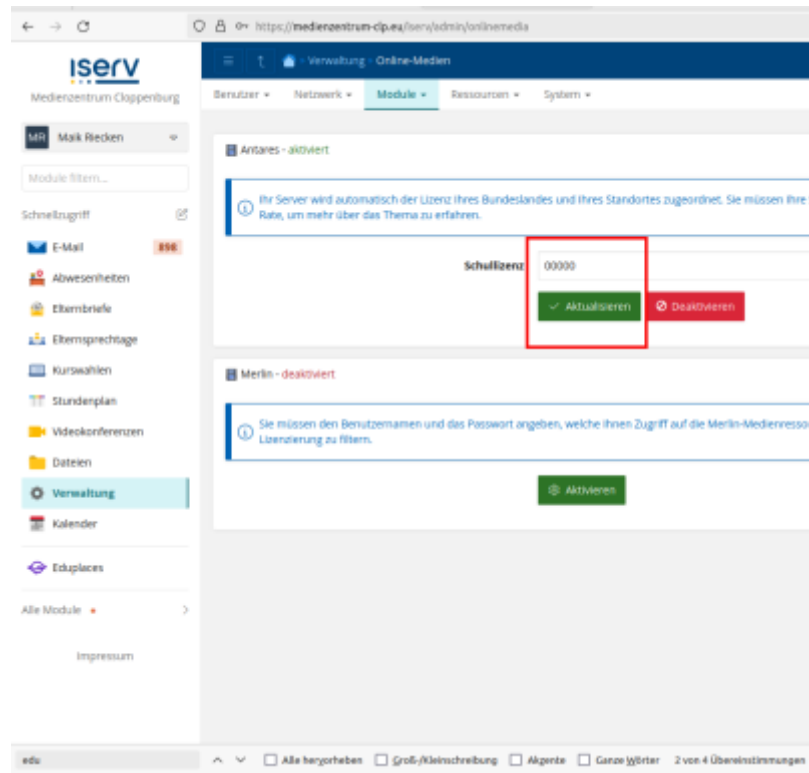 https://medienzentrum-clp.eu/iserv/admin/onlinemedia
IServ
Medienzentrum Cloppenburg
MR Maik Riecken
Module filtern...
Schnellzugriff
E-Mail 898
Abwesenheiten
Elternbriefe
Elternsprechtage
Kurswahlen
Stundenplan
Videokonferenzen
Dateien
Verwaltung
Kalender
Eduplaces
Alle Module
Impressum
Verwaltung › Online-Medien
Benutzer Netzwerk Module Ressourcen System
Antares - aktiviert
Ihr Server wird automatisch der Lizenz Ihres Bundeslandes und Ihres Standortes zugeordnet. Sie müssen Ihre
Rate, um mehr über das Thema zu erfahren.
Schullizenz 00000
Aktualisieren Deaktivieren
Merlin - deaktiviert
Sie müssen den Benutzernamen und das Passwort angeben, welche Ihnen Zugriff auf die Merlin-Medienresso
Lizenzierung zu filtern.
Aktivieren
edu Alle hervorheben Groß-/Kleinschreibung Akzente Ganze Wörter 2 von 4 Übereinstimmungen